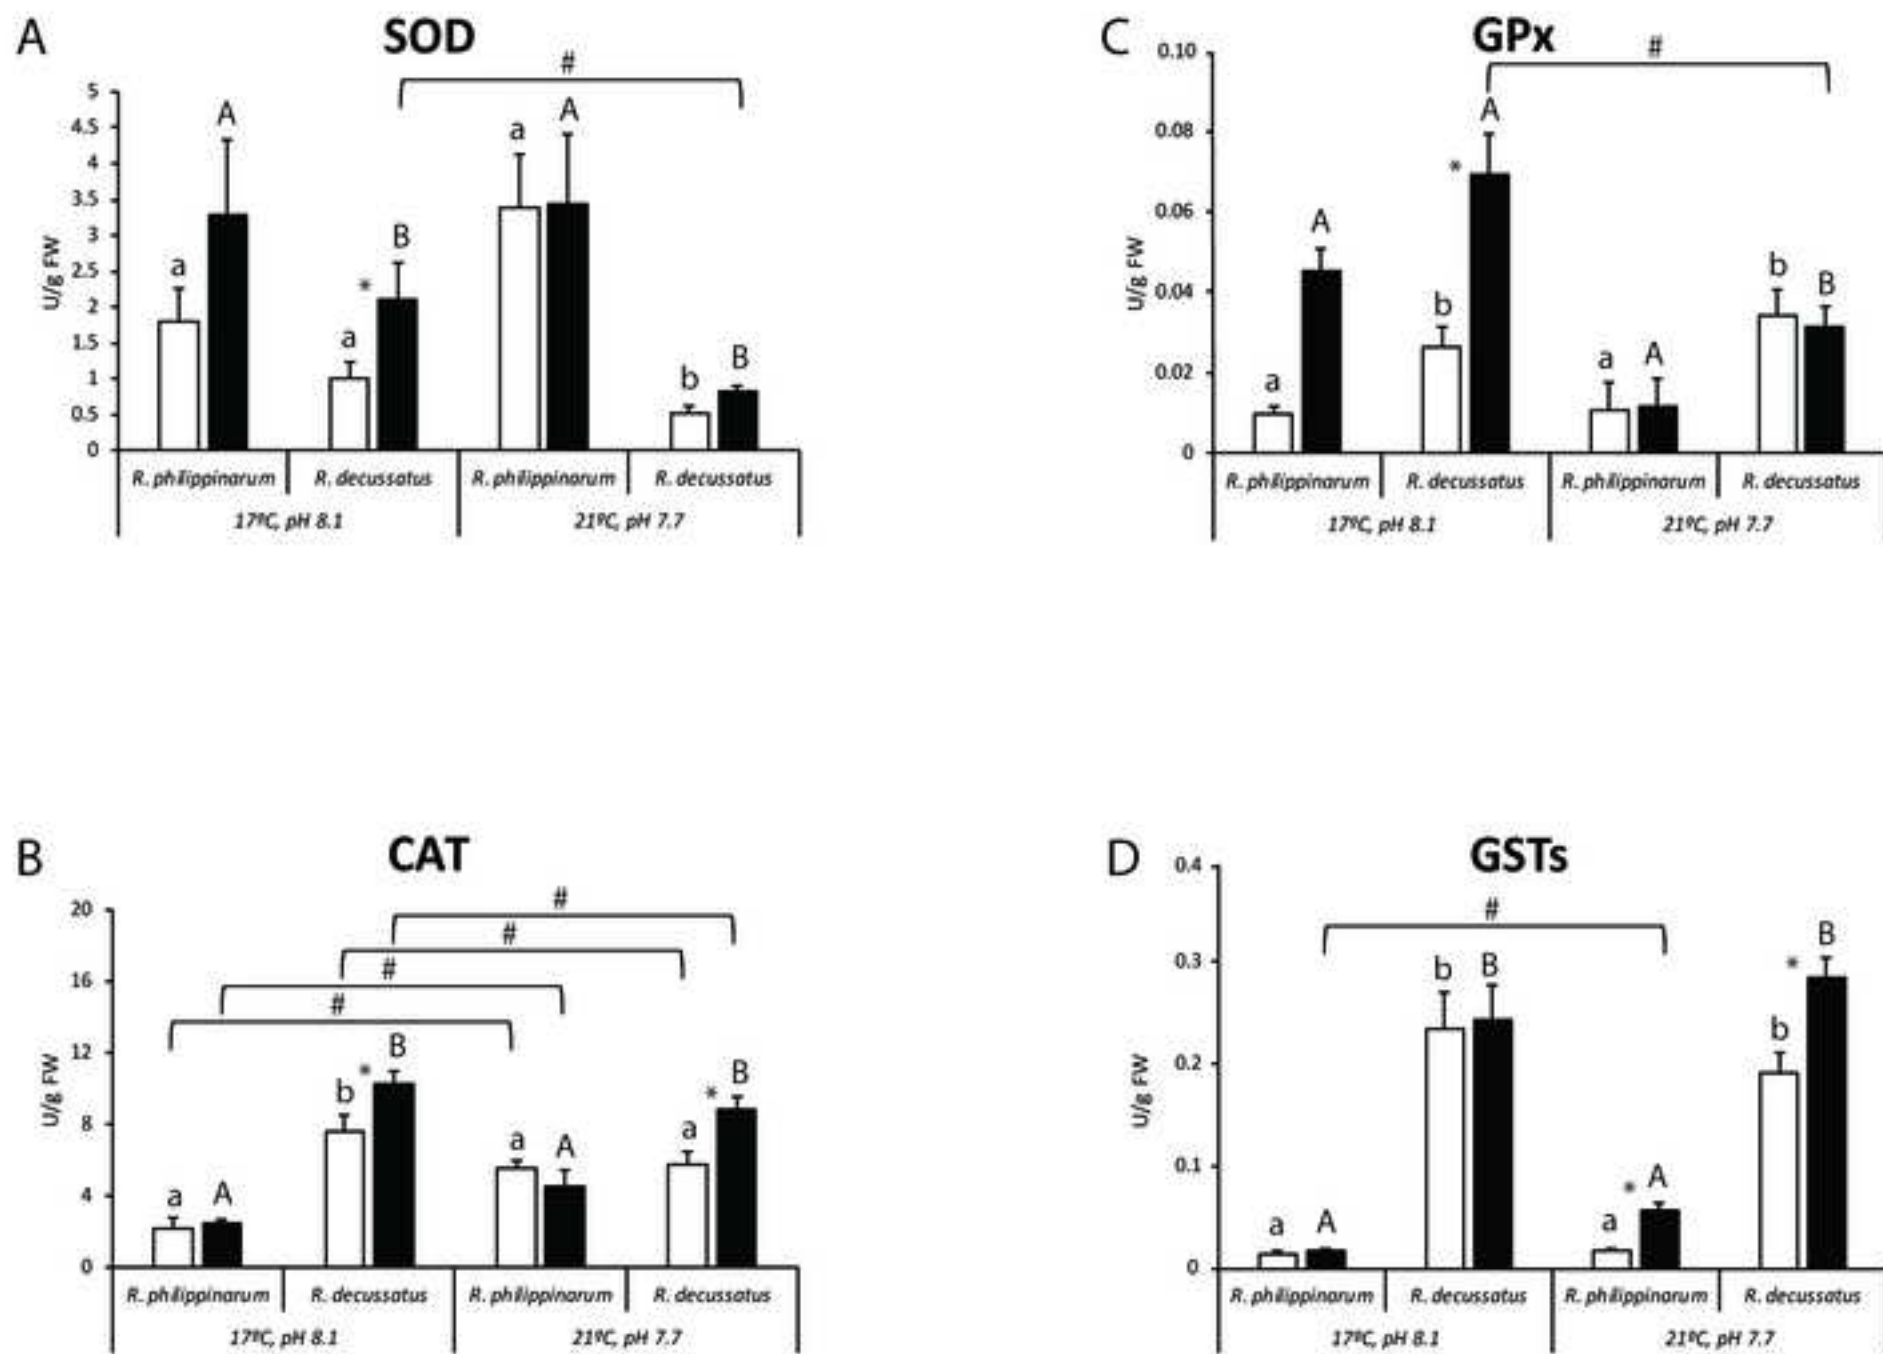 A
SOD
#
5
4.5
4
3.5
3
2.5
2
1.5
1
0.5
0
U/g FW
a A a * B a A b B
R. philippinarum R. decussatus R. philippinarum R. decussatus
17ºC, pH 8.1 21ºC, pH 7.7
C
GPx
#
0.10
0.08
0.06
0.04
0.02
0
U/g FW
a A b * A a A b B
R. philippinarum R. decussatus R. philippinarum R. decussatus
17ºC, pH 8.1 21ºC, pH 7.7
B
CAT
#
#
#
#
20
16
12
8
4
0
U/g FW
a A b * B a A a * B
R. philippinarum R. decussatus R. philippinarum R. decussatus
17ºC, pH 8.1 21ºC, pH 7.7
D
GSTs
#
0.4
0.3
0.2
0.1
0
U/g FW
a A b B a * A b * B
R. philippinarum R. decussatus R. philippinarum R. decussatus
17ºC, pH 8.1 21ºC, pH 7.7